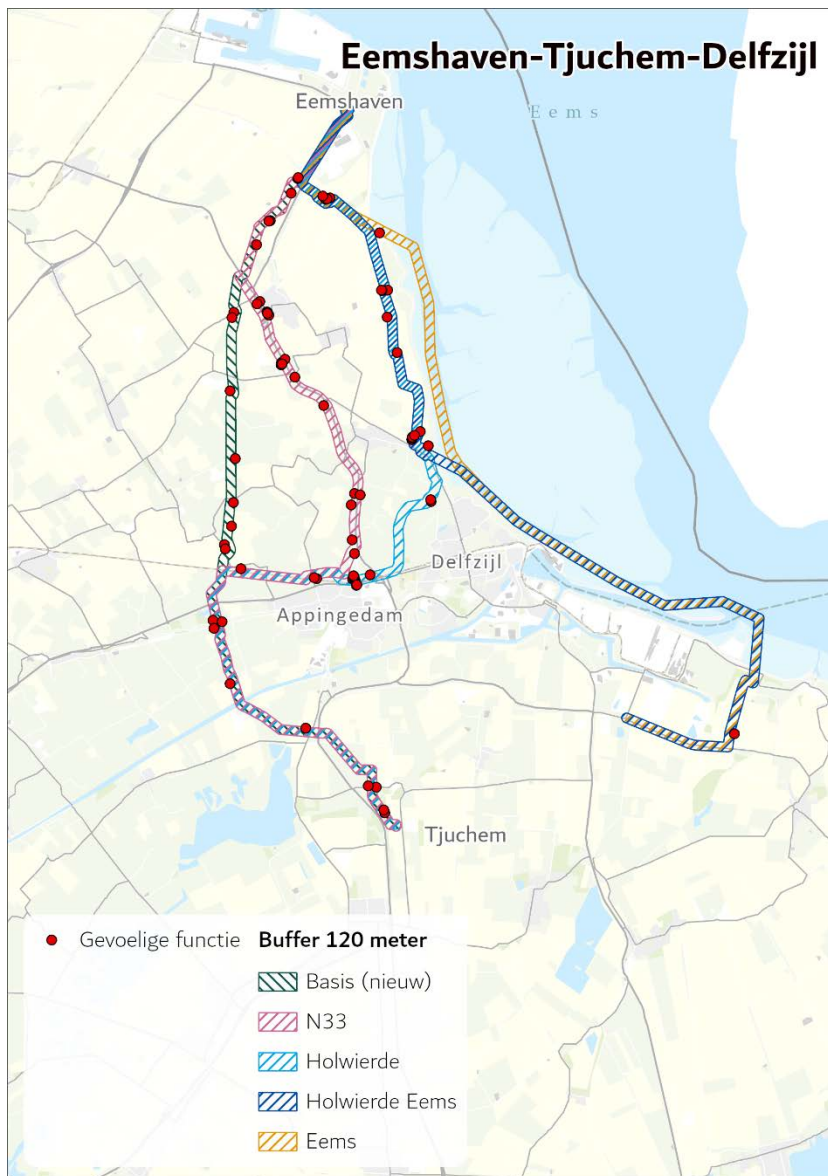 Eemshaven-Tjuchem-Delfzijl
Eemshaven
Eems
Delfzijl
Appingedam
Tjuchem
Gevoelige functie
Buffer 120 meter
Basis (nieuw)
N33
Holwierde
Holwierde Eems
Eems